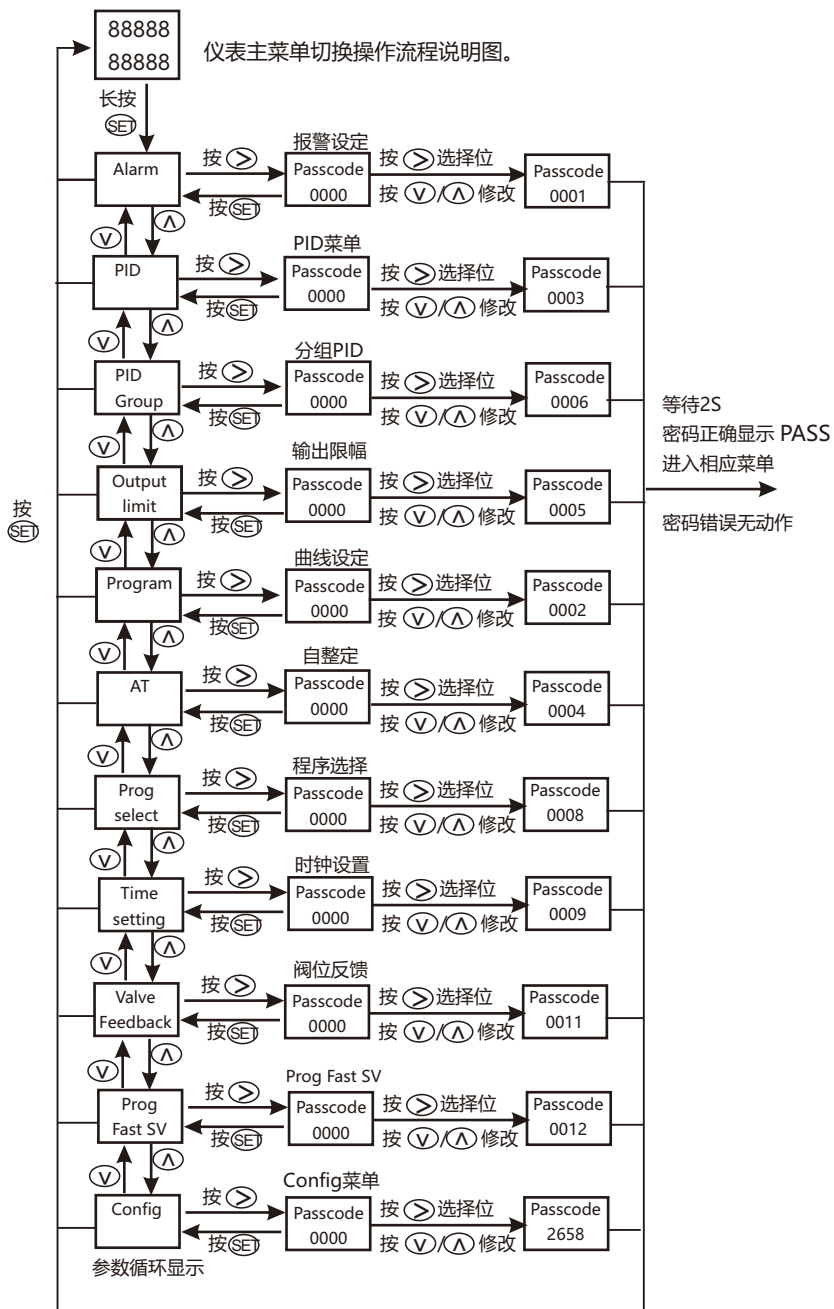 88888
88888
仪表主菜单切换操作流程说明图。
长按
SET
报警设定
Alarm
按 >
Passcode
0000
按SET
按 > 选择位
按 V/Λ 修改
Passcode
0001
V
Λ
PID菜单
PID
按 >
Passcode
0000
按SET
按 > 选择位
按 V/Λ 修改
Passcode
0003
V
Λ
分组PID
PID
Group
按 >
Passcode
0000
按SET
按 > 选择位
按 V/Λ 修改
Passcode
0006
V
Λ
等待2S
密码正确显示 PASS
进入相应菜单
密码错误无动作
输出限幅
Output
limit
按 >
Passcode
0000
按SET
按 > 选择位
按 V/Λ 修改
Passcode
0005
按
SET
V
Λ
曲线设定
Program
按 >
Passcode
0000
按SET
按 > 选择位
按 V/Λ 修改
Passcode
0002
V
Λ
自整定
AT
按 >
Passcode
0000
按SET
按 > 选择位
按 V/Λ 修改
Passcode
0004
V
Λ
程序选择
Prog
select
按 >
Passcode
0000
按SET
按 > 选择位
按 V/Λ 修改
Passcode
0008
V
Λ
时钟设置
Time
setting
按 >
Passcode
0000
按SET
按 > 选择位
按 V/Λ 修改
Passcode
0009
V
Λ
阀位反馈
Valve
Feedback
按 >
Passcode
0000
按SET
按 > 选择位
按 V/Λ 修改
Passcode
0011
V
Λ
Prog Fast SV
Prog
Fast SV
按 >
Passcode
0000
按SET
按 > 选择位
按 V/Λ 修改
Passcode
0012
V
Λ
Config菜单
Config
按 >
Passcode
0000
按SET
按 > 选择位
按 V/Λ 修改
Passcode
2658
参数循环显示